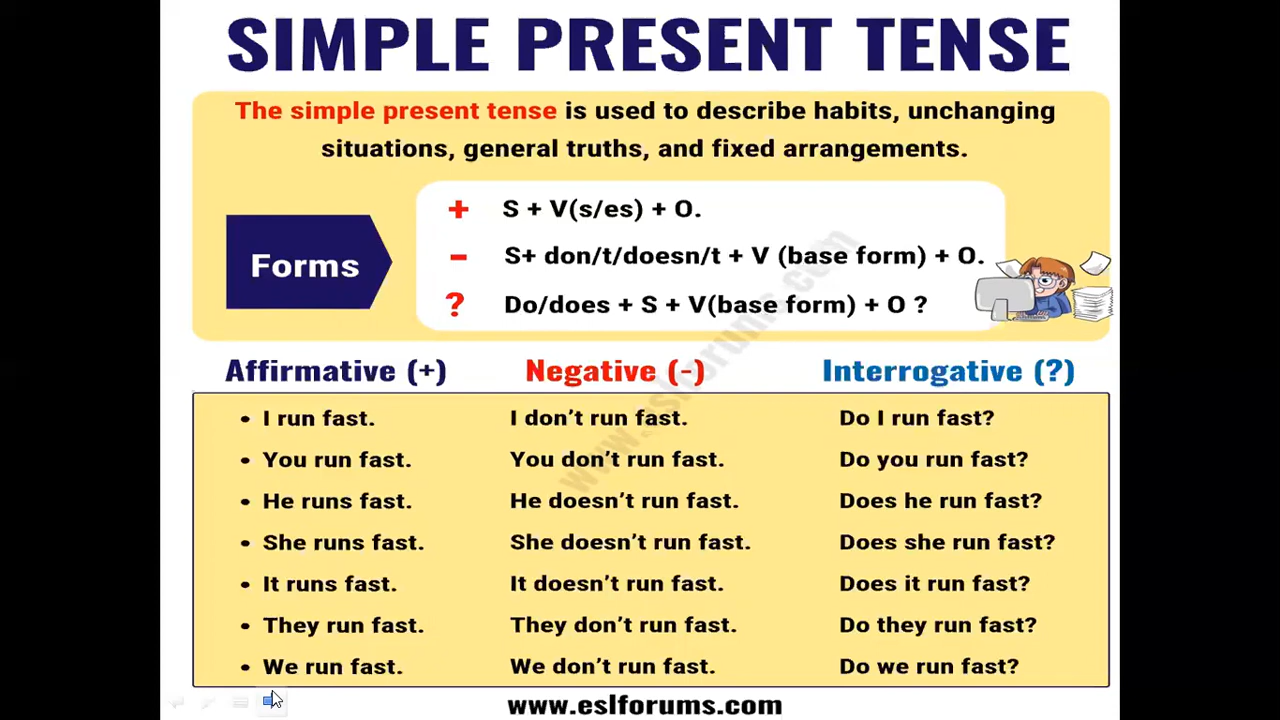 SIMPLE PRESENT TENSE
The simple present tense is used to describe habits, unchanging
situations, general truths, and fixed arrangements.
Forms
+ S + V(s/es) + O.
- S+ don/t/doesn/t + V (base form) + O.
? Do/does + S + V(base form) + O ?
Affirmative (+) Negative (-) Interrogative (?)
• I run fast. I don't run fast. Do I run fast?
• You run fast. You don't run fast. Do you run fast?
• He runs fast. He doesn't run fast. Does he run fast?
• She runs fast. She doesn't run fast. Does she run fast?
• It runs fast. It doesn't run fast. Does it run fast?
• They run fast. They don't run fast. Do they run fast?
• We run fast. We don't run fast. Do we run fast?
www.eslforums.com
www.eslforums.com